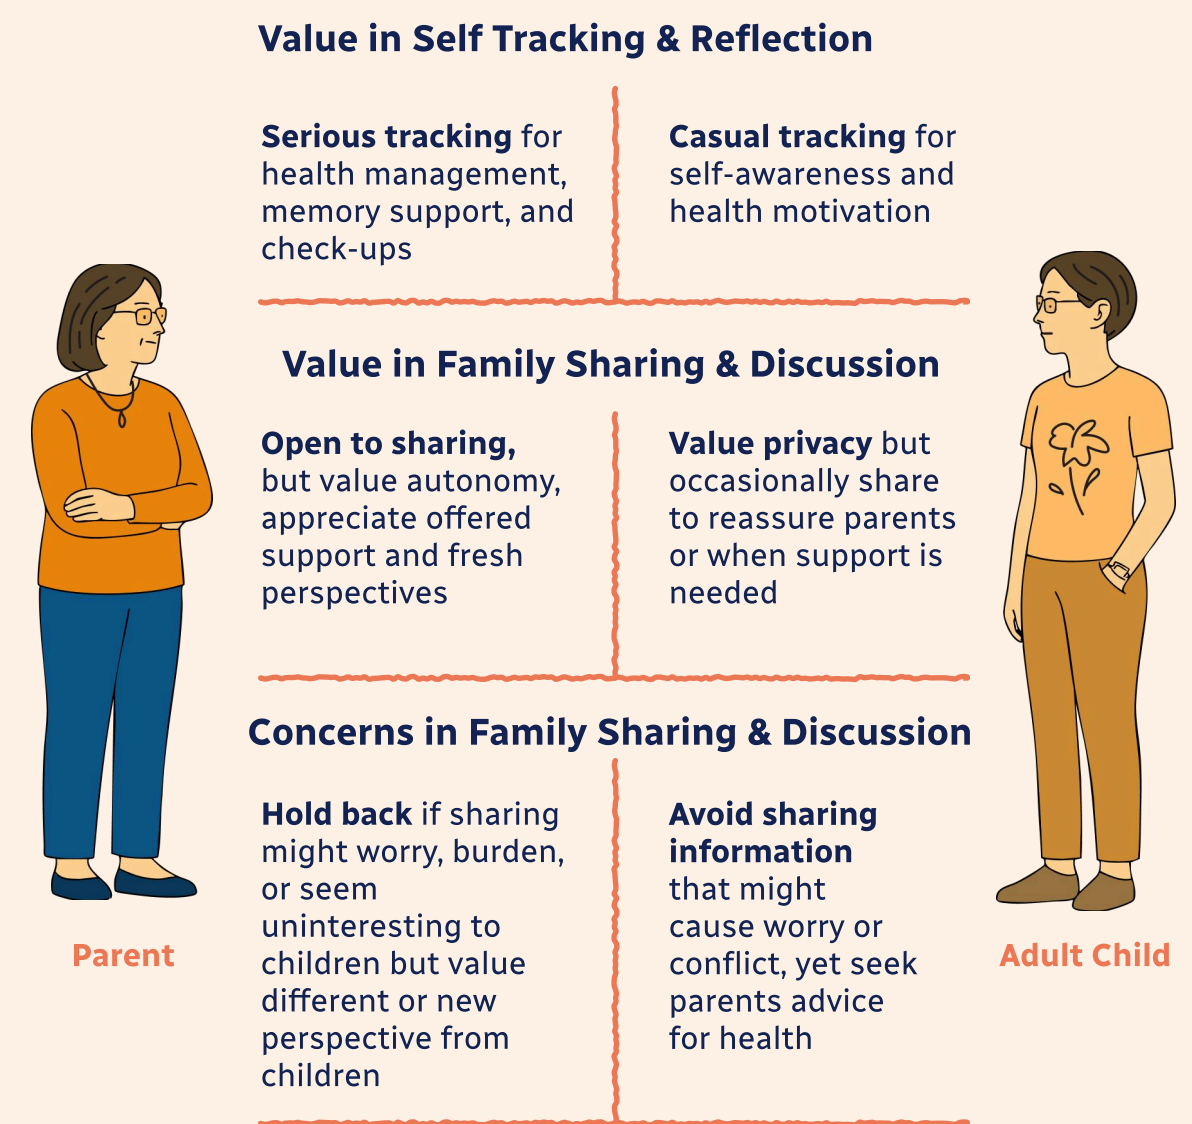 Value in Self Tracking & Reflection
Serious tracking for
health management,
memory support, and
check-ups
Casual tracking for
self-awareness and
health motivation
Value in Family Sharing & Discussion
Open to sharing,
but value autonomy,
appreciate offered
support and fresh
perspectives
Value privacy but
occasionally share
to reassure parents
or when support is
needed
Concerns in Family Sharing & Discussion
Hold back if sharing
might worry, burden,
or seem
uninteresting to
children but value
different or new
perspective from
children
Avoid sharing
information
that might
cause worry or
conflict, yet seek
parents advice
for health
Parent
Adult Child